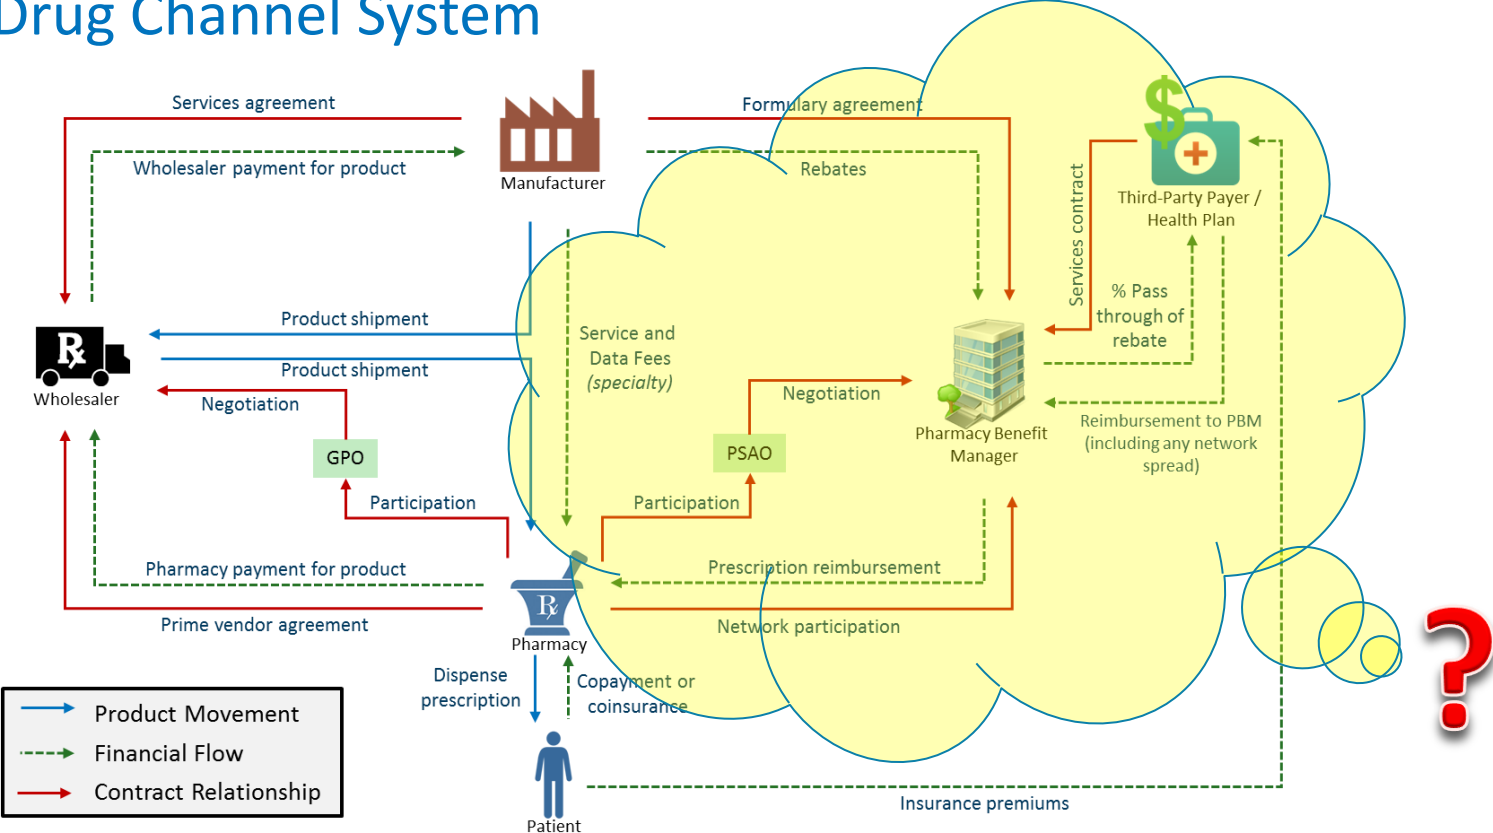 Drug Channel System
Services agreement
Formulary agreement
Wholesaler payment for product
Manufacturer
Rebates
Services contract
Third-Party Payer /
Health Plan
% Pass
through of
rebate
Product shipment
Product shipment
Service and
Data Fees
(specialty)
Rx
Wholesaler
Negotiation
Negotiation
GPO
PSAO
Pharmacy Benefit
Manager
Reimbursement to PBM
(including any network
spread)
Participation
Participation
Pharmacy payment for product
Prescription reimbursement
Rx
Prime vendor agreement
Network participation
Pharmacy
Dispense
prescription
Copayment or
coinsurance
Product Movement
Financial Flow
Contract Relationship
Insurance premiums
Patient
$
?